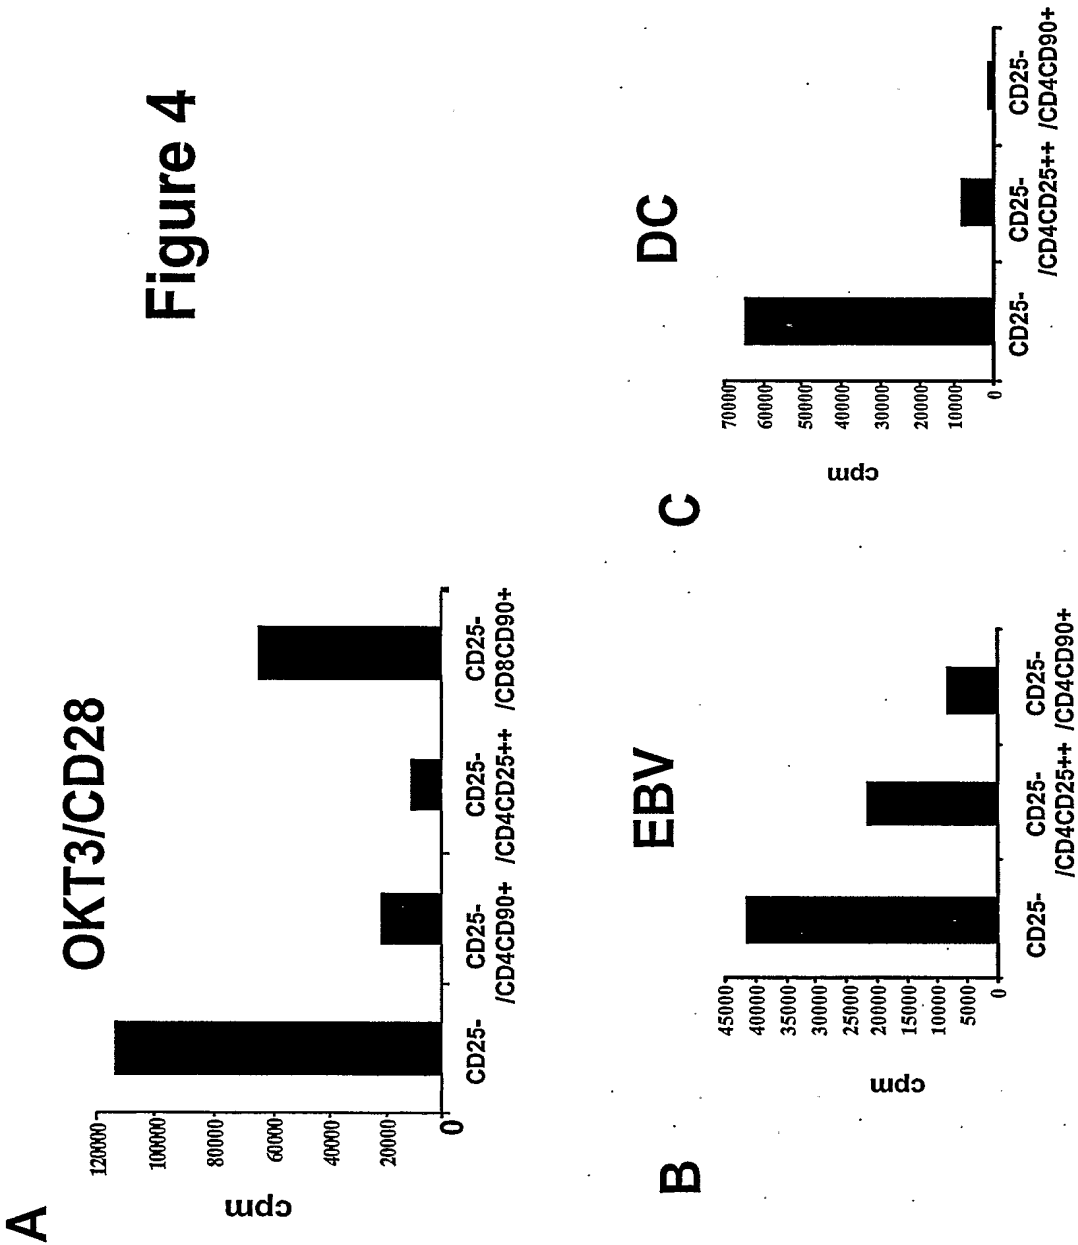 Figure 4
A
OKT3/CD28
120000
100000
80000
60000
40000
20000
0
cpm
CD25- CD25- CD25- CD25-
/CD4CD90+ /CD4CD25++ /CD8CD90+
B
EBV
45000
40000
35000
30000
25000
20000
15000
10000
5000
0
cpm
CD25- CD25- CD25-
/CD4CD25++ /CD4CD90+
C
DC
70000
60000
50000
40000
30000
20000
10000
0
cpm
CD25- CD25- CD25-
/CD4CD25++ /CD4CD90+